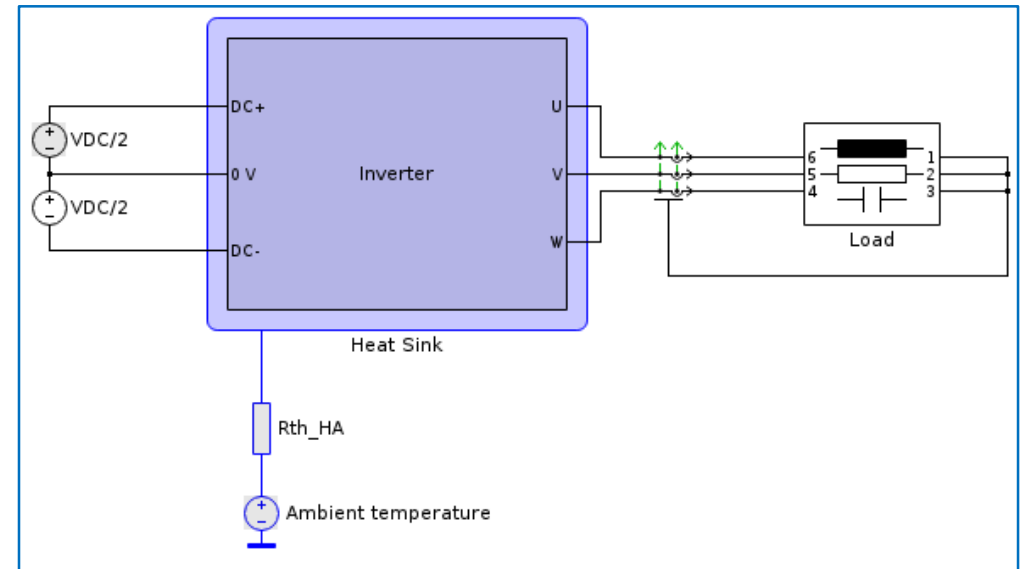 DC+
U
VDC/2
6
1
0 V
Inverter
V
5
2
4
3
VDC/2
W
Load
DC-
Heat Sink
Rth_HA
Ambient temperature